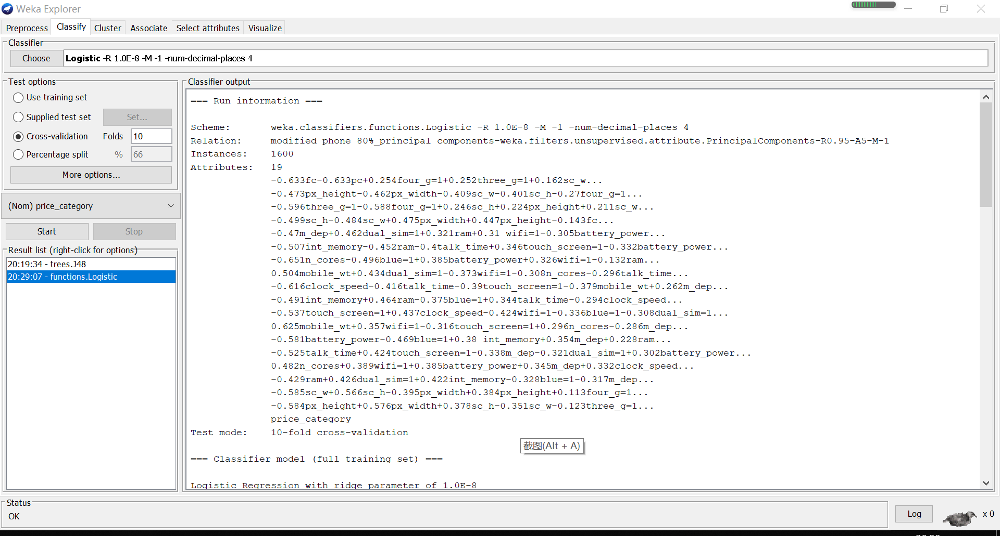 Weka Explorer
Preprocess Classify Cluster Associate Select attributes Visualize
Classifier
Choose Logistic -R 1.0E-8 -M -1 -num-decimal-places 4
Test options
Use training set
Supplied test set Set...
Cross-validation Folds 10
Percentage split % 66
More options...
(Nom) price_category
Start Stop
Result list (right-click for options)
20:19:34 - trees.J48
20:29:07 - functions.Logistic
Classifier output
=== Run information ===
Scheme: weka.classifiers.functions.Logistic -R 1.0E-8 -M -1 -num-decimal-places 4
Relation: modified phone 80%_principal components-weka.filters.unsupervised.attribute.PrincipalComponents-R0.95-A5-M-1
Instances: 1600
Attributes: 19
-0.633fc-0.633pc+0.254four_g=1+0.252three_g=1+0.162sc_w...
-0.473px_height-0.462px_width-0.409sc_w-0.401sc_h-0.27four_g=1...
-0.596three_g=1-0.588four_g=1+0.246sc_h+0.224px_height+0.211sc_w...
-0.499sc_h-0.484sc_w+0.475px_width+0.447px_height-0.143fc...
-0.47m_dep+0.462dual_sim=1+0.321ram+0.31 wifi=1-0.305battery_power...
-0.507int_memory-0.452ram-0.4talk_time+0.346touch_screen=1-0.332battery_power...
-0.651n_cores-0.496blue=1+0.385battery_power+0.326wifi=1-0.132ram...
0.504mobile_wt+0.434dual_sim=1-0.373wifi=1-0.308n_cores-0.296talk_time...
-0.616clock_speed-0.416talk_time-0.39touch_screen=1-0.379mobile_wt+0.262m_dep...
-0.491int_memory+0.464ram-0.375blue=1+0.344talk_time-0.294clock_speed...
-0.537touch_screen=1+0.437clock_speed-0.424wifi=1-0.336blue=1-0.308dual_sim=1...
0.625mobile_wt+0.357wifi=1-0.316touch_screen=1+0.296n_cores-0.286m_dep...
-0.581battery_power-0.469blue=1+0.38 int_memory+0.354m_dep+0.228ram...
-0.525talk_time+0.424touch_screen=1-0.338m_dep-0.321dual_sim=1+0.302battery_power...
0.482n_cores+0.389wifi=1+0.385battery_power+0.345m_dep+0.332clock_speed...
-0.429ram+0.426dual_sim=1+0.422int_memory-0.328blue=1-0.317m_dep...
-0.585sc_w+0.566sc_h-0.395px_width+0.384px_height+0.113four_g=1...
-0.584px_height+0.576px_width+0.378sc_h-0.351sc_w-0.123three_g=1...
price_category
Test mode: 10-fold cross-validation
截图(Alt + A)
=== Classifier model (full training set) ===
Logistic Regression with ridge parameter of 1.0E-8
Status
OK
Log x 0